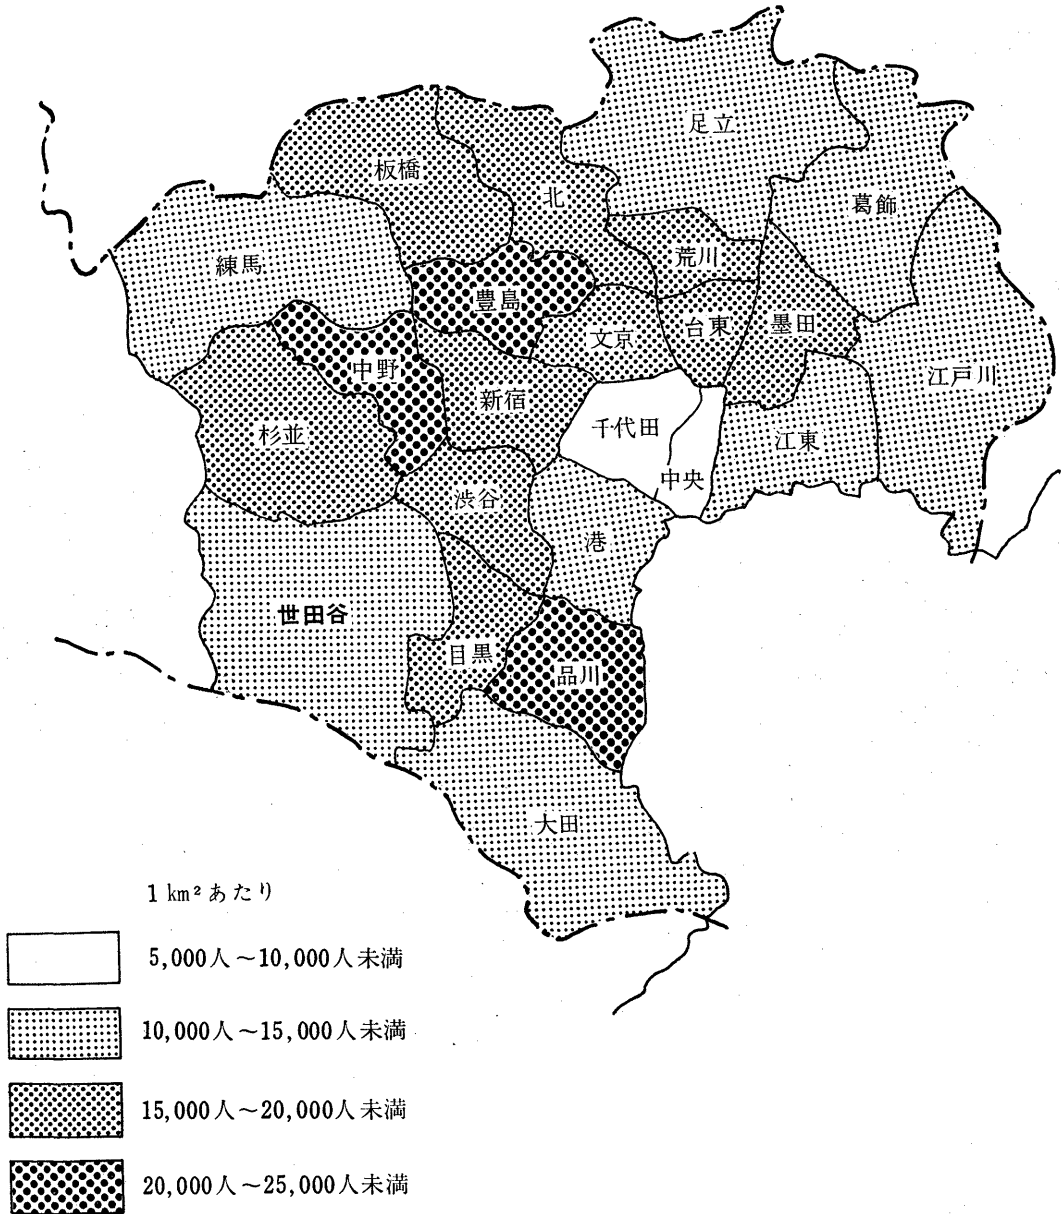 足立
板橋
北
葛飾
練馬
荒川
豊島
文京
台東
墨田
中野
江戸川
新宿
千代田
杉並
江東
中央
渋谷
港
世田谷
目黒
品川
大田
1 km²あたり
5,000人～10,000人未満
10,000人～15,000人未満
15,000人～20,000人未満
20,000人～25,000人未満